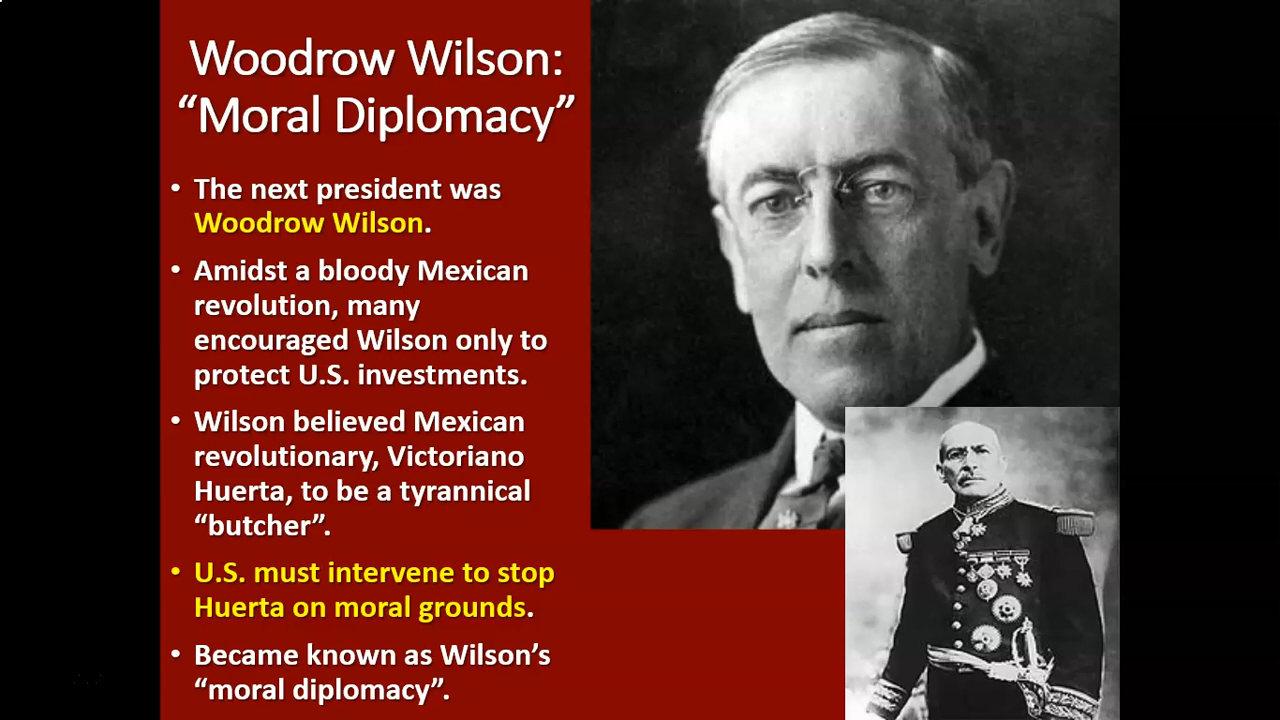 Woodrow Wilson:
“Moral Diplomacy”
• The next president was
Woodrow Wilson.
• Amidst a bloody Mexican
revolution, many
encouraged Wilson only to
protect U.S. investments.
• Wilson believed Mexican
revolutionary, Victoriano
Huerta, to be a tyrannical
“butcher”.
• U.S. must intervene to stop
Huerta on moral grounds.
• Became known as Wilson’s
“moral diplomacy”.